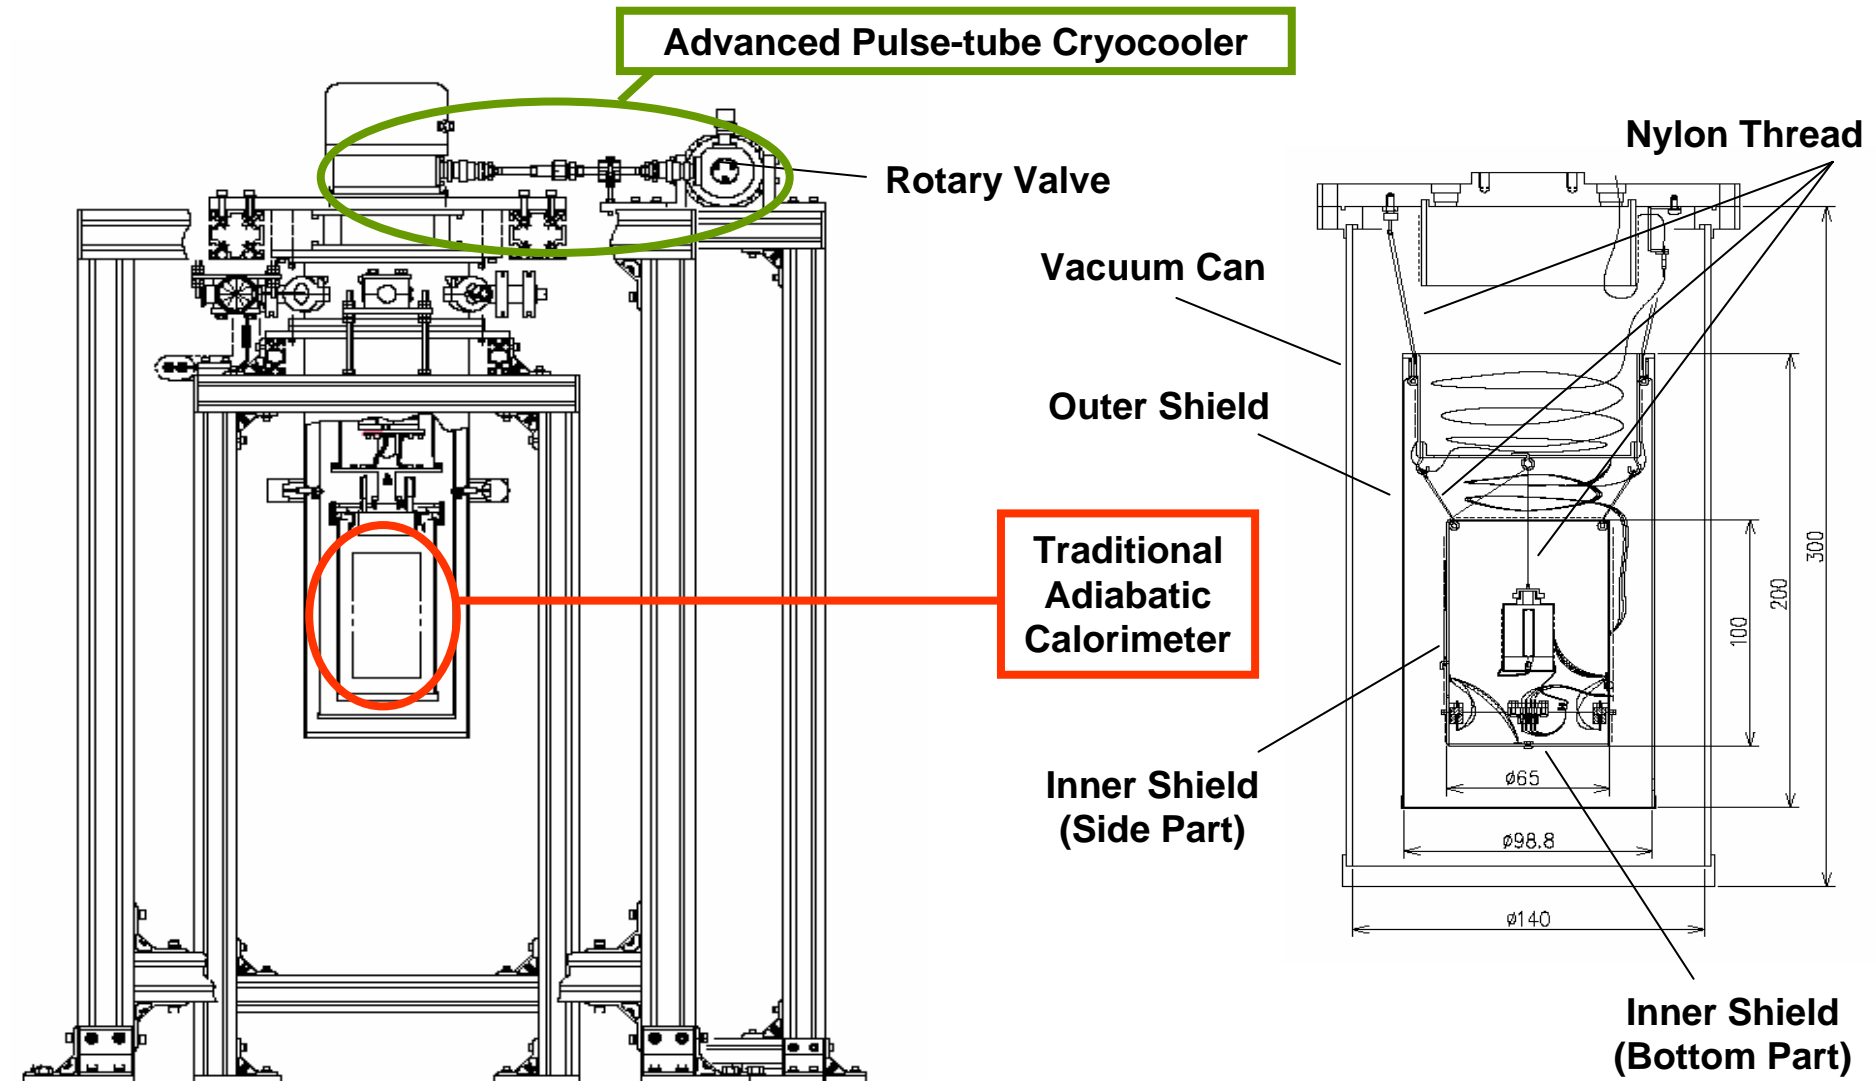 Advanced Pulse-tube Cryocooler
Rotary Valve
Nylon Thread
Vacuum Can
Outer Shield
Traditional
Adiabatic
Calorimeter
Inner Shield
(Side Part)
300
200
100
ø65
ø98.8
ø140
Inner Shield
(Bottom Part)